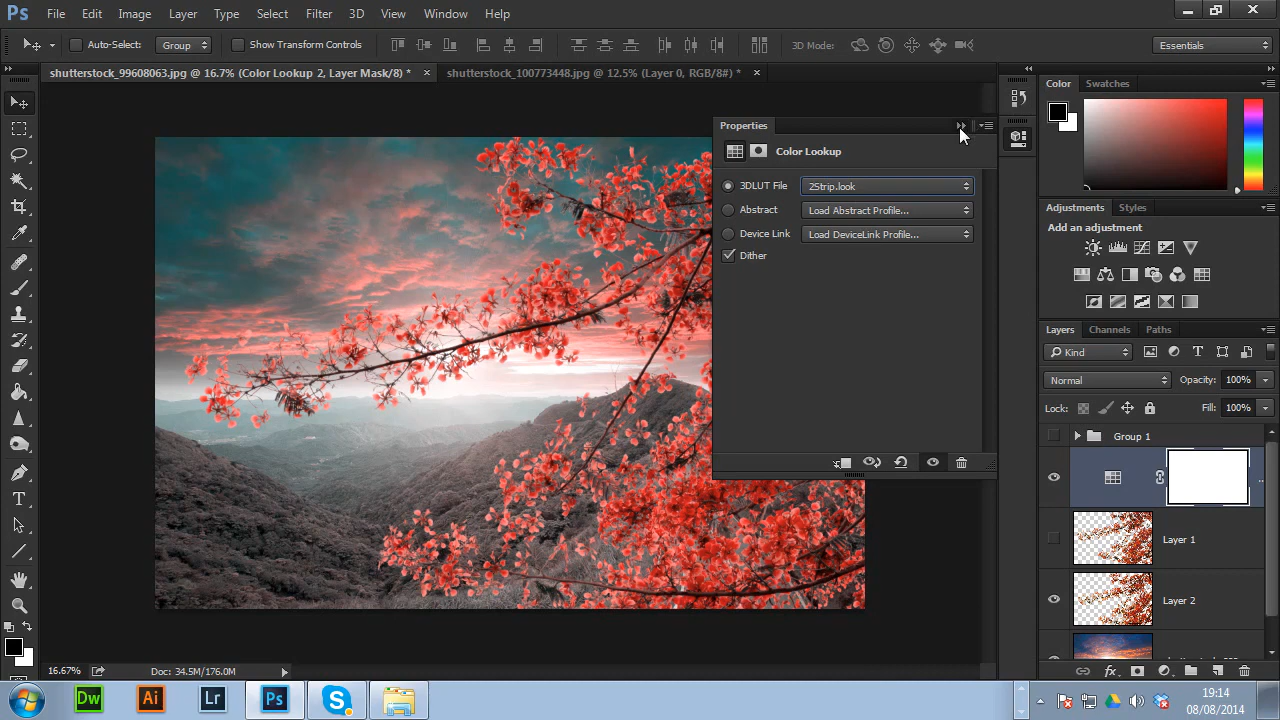 Ps File Edit Image Layer Type Select Filter 3D View Window Help
Auto-Select: Group Show Transform Controls 3D Mode: Essentials
shutterstock_99608063.jpg @ 16.7% (Color Lookup 2, Layer Mask/8) * × shutterstock_100773448.jpg @ 12.5% (Layer 0, RGB/8#) * ×
Color Swatches
Properties
Color Lookup
3DLUT File 2Strip.look
Abstract Load Abstract Profile...
Device Link Load DeviceLink Profile...
Dither
Adjustments Styles
Add an adjustment
Layers Channels Paths
Kind
Normal Opacity: 100%
Lock: Fill: 100%
Group 1
Layer 1
Layer 2
16.67% Doc: 34.5M/176.0M
Dw Ai Lr Ps
19:14
08/08/2014